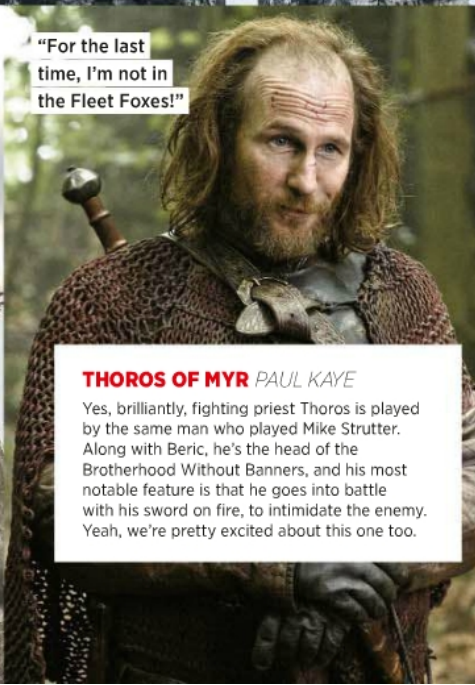 “For the last
time, I’m not in
the Fleet Foxes!”
THOROS OF MYR PAUL KAYE
Yes, brilliantly, fighting priest Thoros is played
by the same man who played Mike Strutter.
Along with Beric, he’s the head of the
Brotherhood Without Banners, and his most
notable feature is that he goes into battle
with his sword on fire, to intimidate the enemy.
Yeah, we’re pretty excited about this one too.